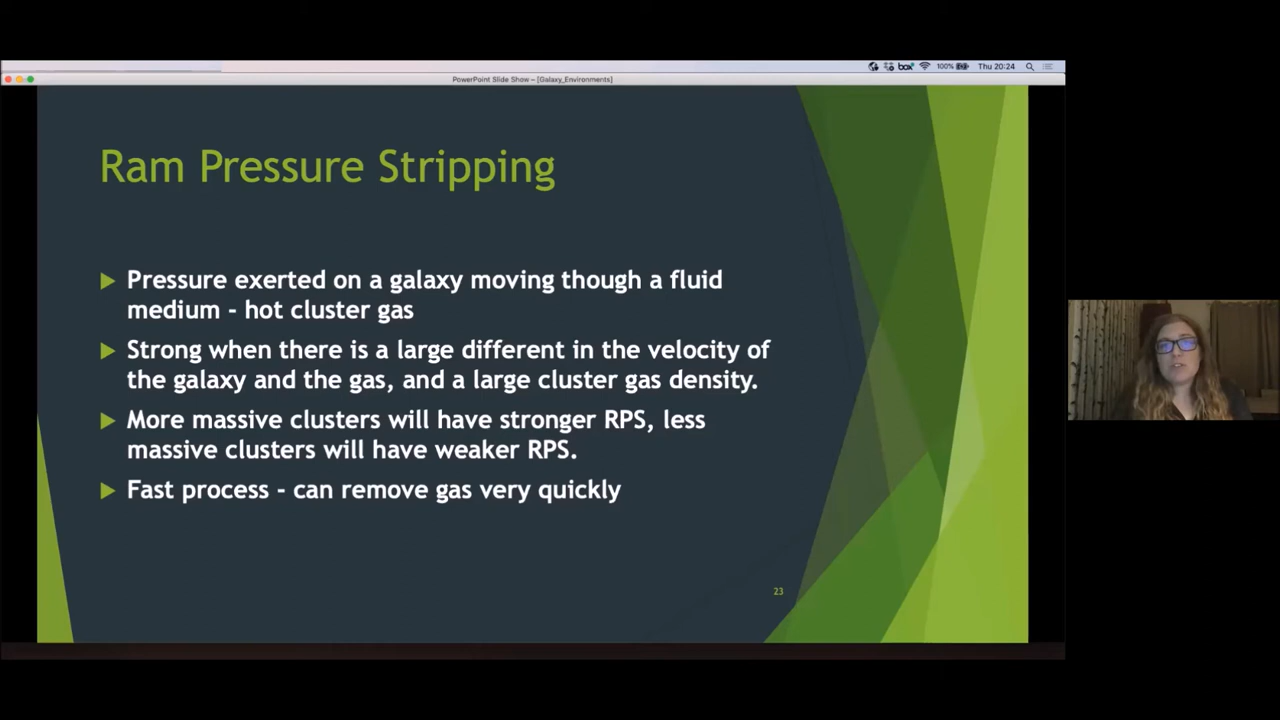 box 100% Thu 20:24
PowerPoint Slide Show – [Galaxy_Environments]
Ram Pressure Stripping
Pressure exerted on a galaxy moving though a fluid
medium - hot cluster gas
Strong when there is a large different in the velocity of
the galaxy and the gas, and a large cluster gas density.
More massive clusters will have stronger RPS, less
massive clusters will have weaker RPS.
Fast process - can remove gas very quickly
23